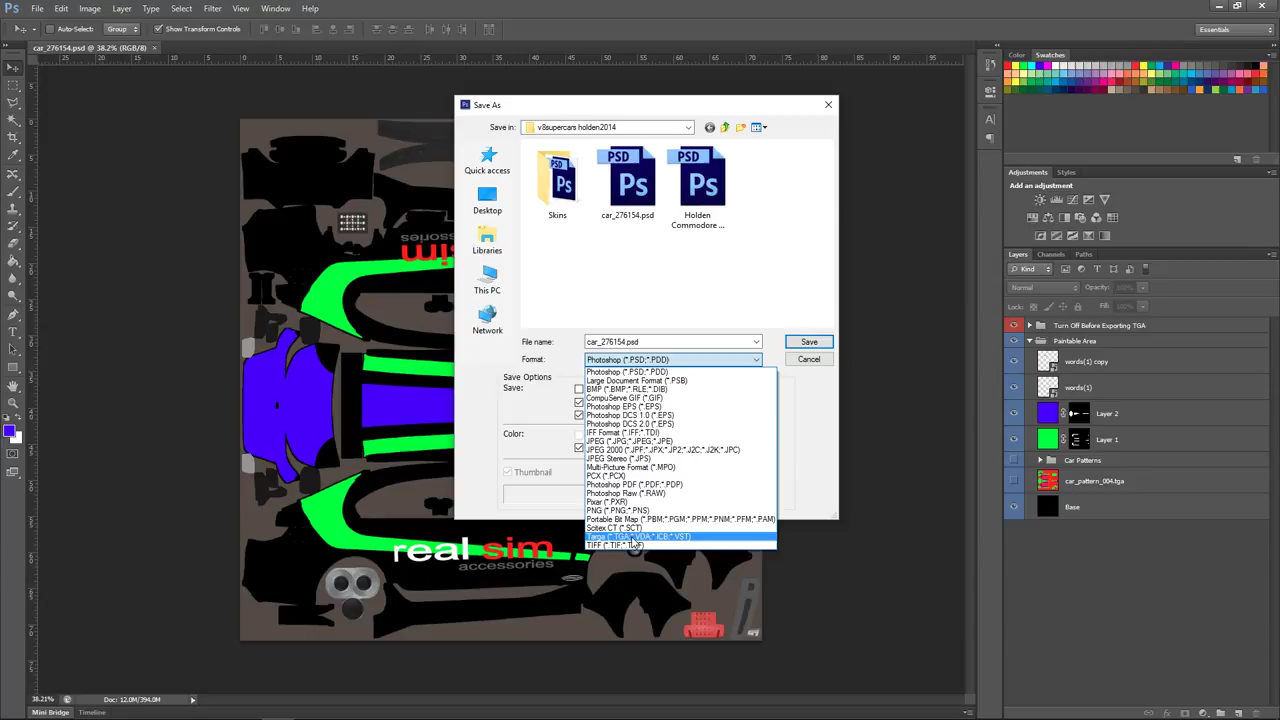 Ps File Edit Image Layer Type Select Filter View Window Help
Auto-Select: Group Show Transform Controls Essentials
car_276154.psd @ 38.2% (RGB/8) ×
Color Swatches
Save As
Save in: v8supercars holden2014
Quick access
Desktop
Libraries
This PC
Network
Skins
car_276154.psd
Holden
Commodore ...
File name: car_276154.psd Save
Format: Photoshop (*.PSD;*.PDD) Cancel
Save Options
Save:
Color:
Thumbnail
Photoshop (*.PSD;*.PDD)
Large Document Format (*.PSB)
BMP (*.BMP;*.RLE;*.DIB)
CompuServe GIF (*.GIF)
Photoshop EPS (*.EPS)
Photoshop DCS 1.0 (*.EPS)
Photoshop DCS 2.0 (*.EPS)
IFF Format (*.IFF;*.TDI)
JPEG (*.JPG;*.JPEG;*.JPE)
JPEG 2000 (*.JPF;*.JPX;*.JP2;*.J2C;*.J2K;*.JPC)
JPEG Stereo (*.JPS)
Multi-Picture Format (*.MPO)
PCX (*.PCX)
Photoshop PDF (*.PDF;*.PDP)
Photoshop Raw (*.RAW)
Pixar (*.PXR)
PNG (*.PNG;*.PNS)
Portable Bit Map (*.PBM;*.PGM;*.PPM;*.PNM;*.PFM;*.PAM)
Scitex CT (*.SCT)
Targa (*.TGA;*.VDA;*.ICB;*.VST)
TIFF (*.TIF;*.TIFF)
real sim
accessories
Adjustments Styles
Add an adjustment
Layers Channels Paths
Kind
Normal Opacity:
Lock: Fill:
Turn Off Before Exporting TGA
Paintable Area
words(1) copy
words(1)
Layer 2
Layer 1
Car Patterns
car_pattern_004.tga
Base
38.21% Doc: 12.0M/394.0M
Mini Bridge Timeline